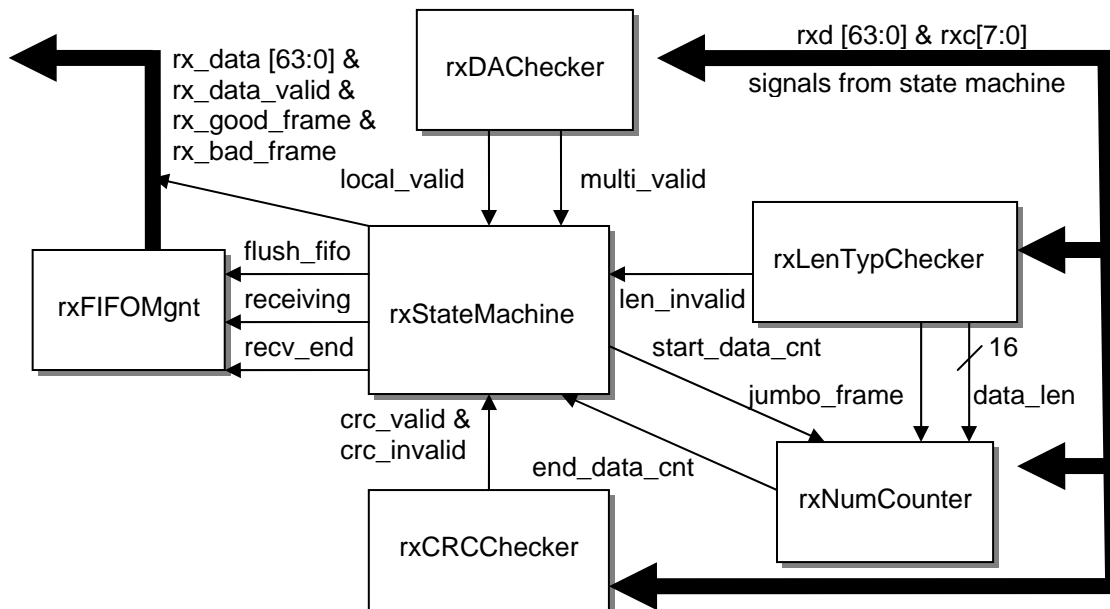 rx_data [63:0] &
rx_data_valid &
rx_good_frame &
rx_bad_frame
rxDAChecker
rxd [63:0] & rxc[7:0]
signals from state machine
local_valid
multi_valid
rxLenTypChecker
flush_fifo
receiving
recv_end
rxFIFOMgnt
rxStateMachine
len_invalid
start_data_cnt
16
jumbo_frame
data_len
crc_valid &
crc_invalid
end_data_cnt
rxNumCounter
rxCRCChecker